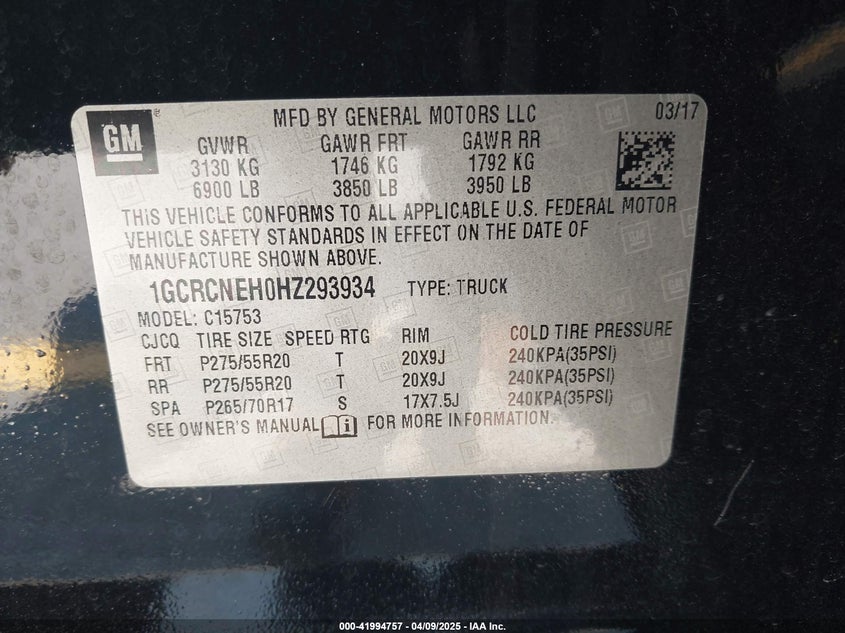 GM
MFD BY GENERAL MOTORS LLC 03/17
GVWR GAWR FRT GAWR RR
3130 KG 1746 KG 1792 KG
6900 LB 3850 LB 3950 LB
THIS VEHICLE CONFORMS TO ALL APPLICABLE U.S. FEDERAL MOTOR
VEHICLE SAFETY STANDARDS IN EFFECT ON THE DATE OF
MANUFACTURE SHOWN ABOVE.
1GCRCNEH0HZ293934 TYPE: TRUCK
MODEL: C15753
CJCQ TIRE SIZE SPEED RTG RIM COLD TIRE PRESSURE
FRT P275/55R20 T 20X9J 240KPA(35PSI)
RR P275/55R20 T 20X9J 240KPA(35PSI)
SPA P265/70R17 S 17X7.5J 240KPA(35PSI)
SEE OWNER'S MANUAL FOR MORE INFORMATION.
000-41994757 - 04/09/2025 - IAA Inc.